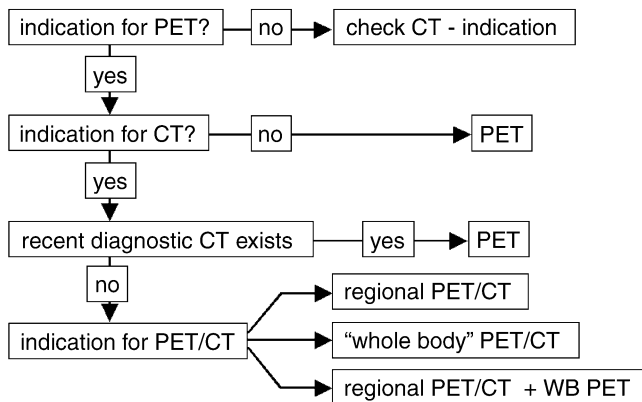 indication for PET?
no
check CT - indication
yes
indication for CT?
no
PET
yes
recent diagnostic CT exists
yes
PET
no
regional PET/CT
indication for PET/CT
“whole body” PET/CT
regional PET/CT + WB PET